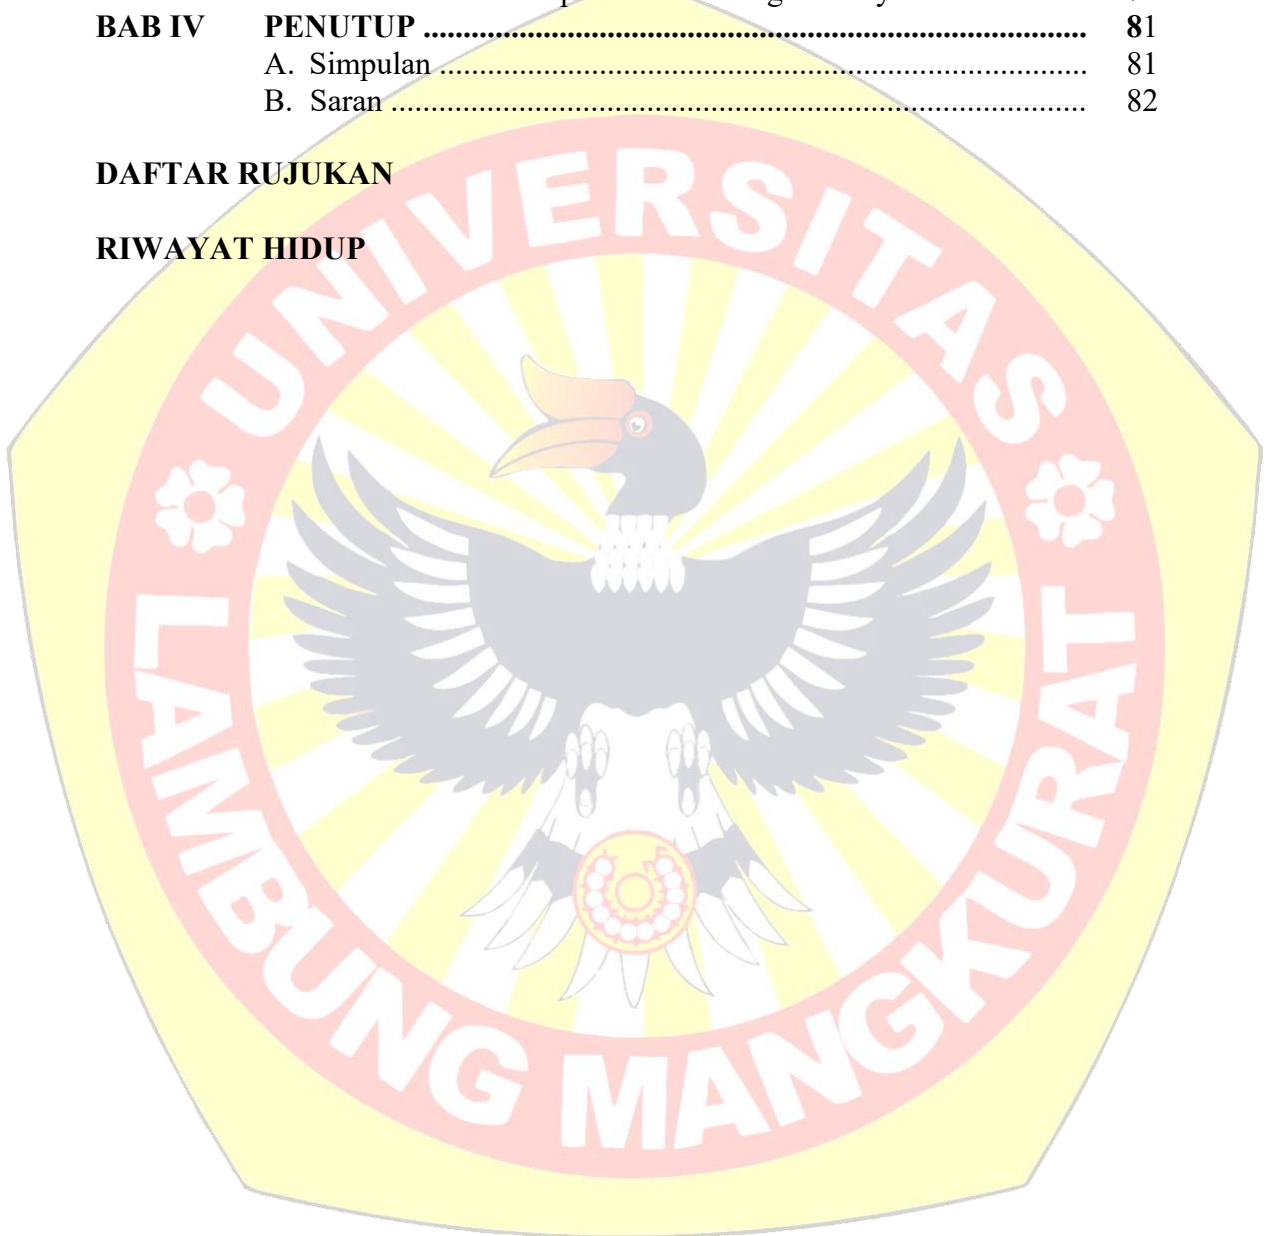 BAB IV PENUTUP ................................................................................... 81
A. Simpulan ................................................................................. 81
B. Saran ....................................................................................... 82
DAFTAR RUJUKAN
RIWAYAT HIDUP
UNIVERSITAS
LAMBUNG MANGKURAT